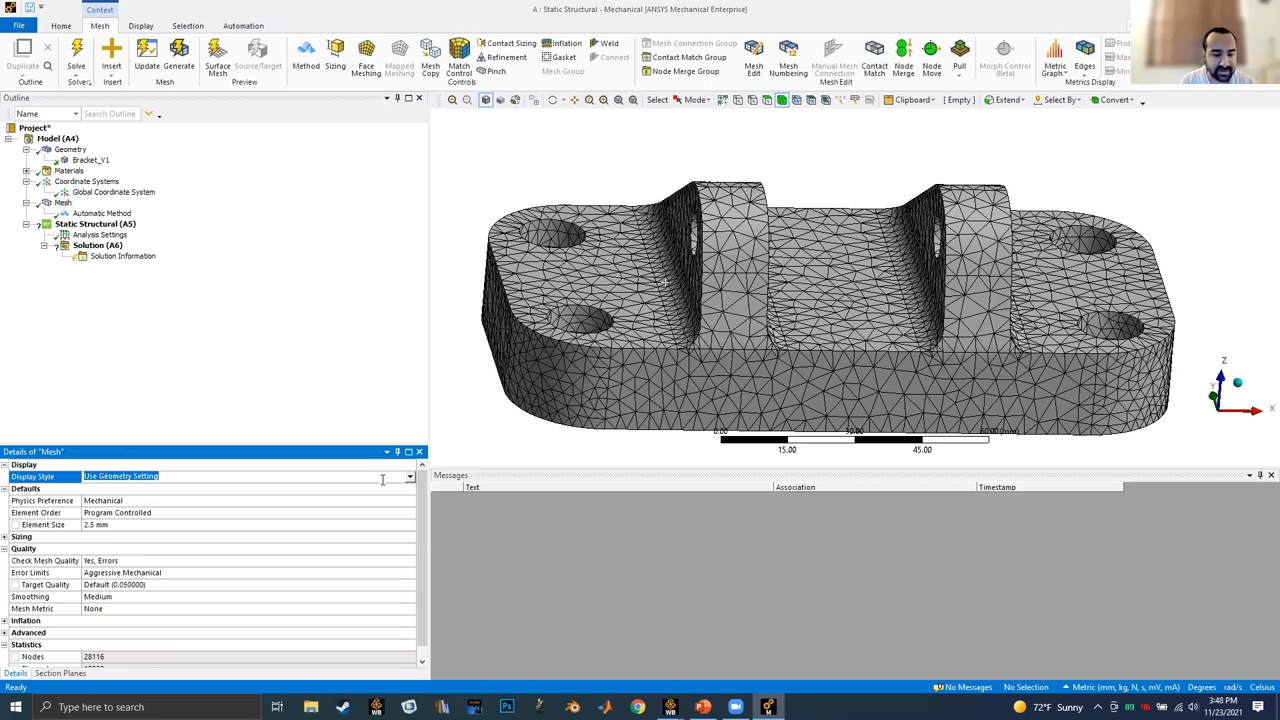 Context
A : Static Structural - Mechanical [ANSYS Mechanical Enterprise]
File Home Mesh Display Selection Automation
Duplicate Solve Insert Update Generate Surface Mesh Source/Target Method Sizing Face Meshing Mapped Mesh Copy Match Control
Contact Sizing Inflation Weld
Refinement Gasket Connect
Pinch Mesh Group
Mesh Connection Group
Contact Match Group
Node Merge Group
Mesh Edit Mesh Numbering Manual Mesh Connection Contact Match Node Merge Node Move Pull Morph Control (Beta) Metric Graph Edges
Outline Solver Insert Mesh Preview Controls Mesh Edit Metrics Display
Outline
Name Search Outline
Select Mode Clipboard [ Empty ] Extend Select By Convert
Project*
Model (A4)
Geometry
Bracket_V1
Materials
Coordinate Systems
Global Coordinate System
Mesh
Automatic Method
Static Structural (A5)
Analysis Settings
Solution (A6)
Solution Information
Z
Y
X
0.00 30.00 60.00 (mm)
15.00 45.00
Details of "Mesh"
Display
Display Style Use Geometry Setting
Defaults
Physics Preference Mechanical
Element Order Program Controlled
Element Size 2.5 mm
Sizing
Quality
Check Mesh Quality Yes, Errors
Error Limits Aggressive Mechanical
Target Quality Default (0.050000)
Smoothing Medium
Mesh Metric None
Inflation
Advanced
Statistics
Nodes 28116
Details Section Planes
Messages
Text Association Timestamp
Ready No Messages No Selection Metric (mm, kg, N, s, mV, mA) Degrees rad/s Celsius
Type here to search
72°F Sunny
89 46
3:48 PM
11/23/2021